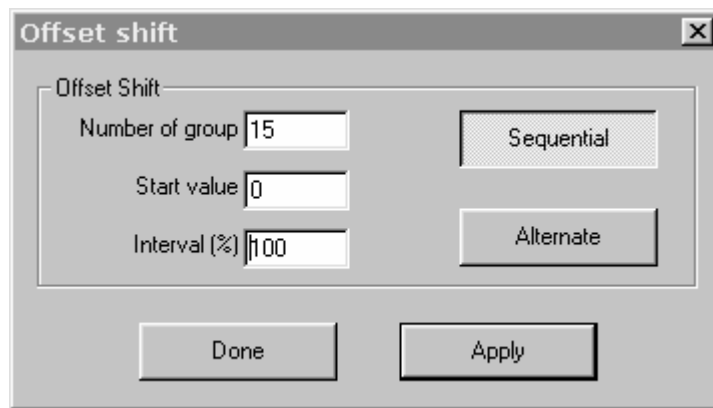 Offset shift
Offset Shift
Number of group 15
Sequential
Start value 0
Interval (%) 100
Alternate
Done
Apply